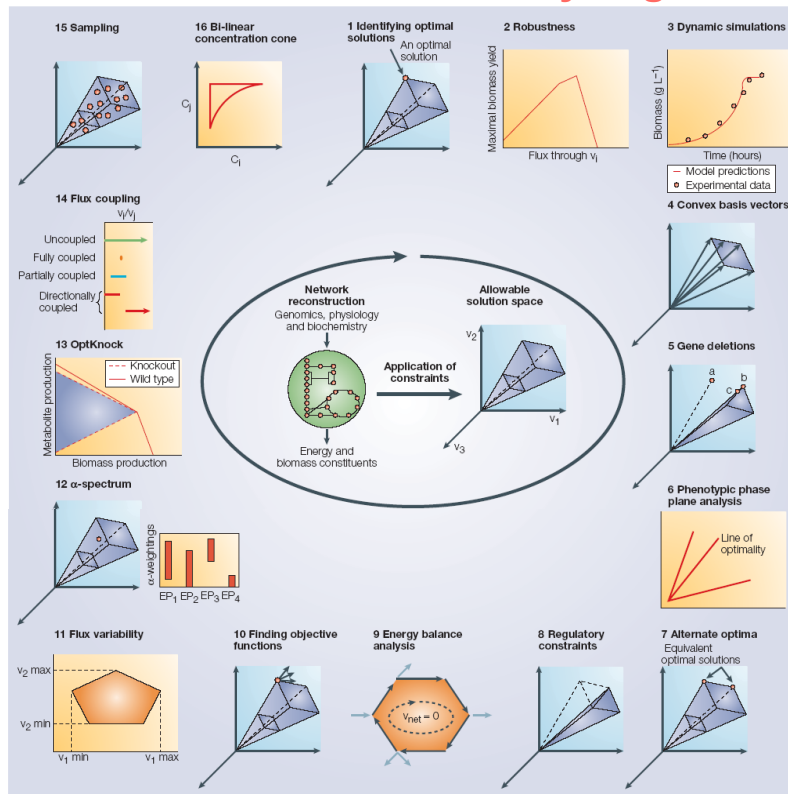 15 Sampling
16 Bi-linear
concentration cone
Cj
Ci
1 Identifying optimal
solutions
An optimal
solution
2 Robustness
Maximal biomass yield
Flux through vi
3 Dynamic simulations
Biomass (g L–1)
Time (hours)
Model predictions
Experimental data
14 Flux coupling
vi/vj
Uncoupled
Fully coupled
Partially coupled
Directionally
coupled
4 Convex basis vectors
Network
reconstruction
Genomics, physiology
and biochemistry
Application of
constraints
Energy and
biomass constituents
Allowable
solution space
v2
v1
v3
13 OptKnock
Knockout
Wild type
Metabolite production
Biomass production
5 Gene deletions
a
b
c
12 α-spectrum
α-weightings
EP1 EP2 EP3 EP4
6 Phenotypic phase
plane analysis
Line of
optimality
11 Flux variability
v2 max
v2 min
v1 min
v1 max
10 Finding objective
functions
9 Energy balance
analysis
vnet = 0
8 Regulatory
constraints
7 Alternate optima
Equivalent
optimal solutions